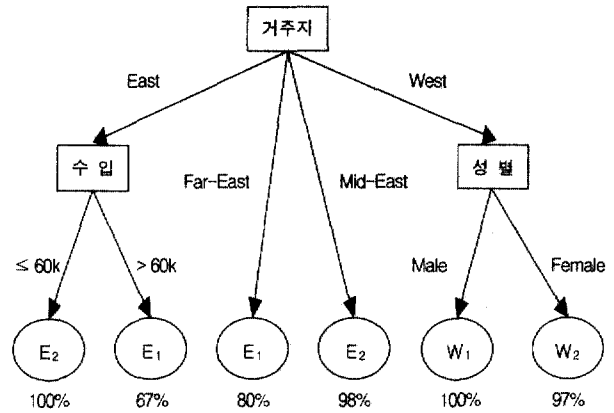 거주지
East
West
수 입
Far-East
Mid-East
성 별
≤ 60k
> 60k
Male
Female
E₂
E₁
E₁
E₂
W₁
W₂
100%
67%
80%
98%
100%
97%